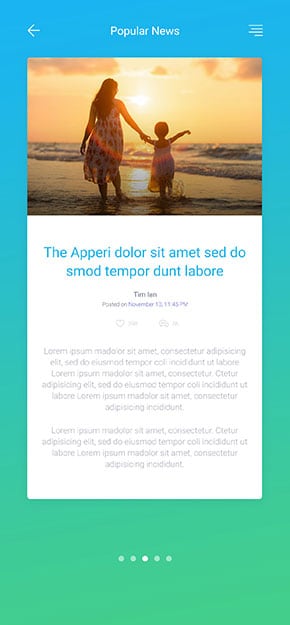 Popular News
The Apperi dolor sit amet sed do
smod tempor dunt labore
Tim Ian
Posted on November 13, 11:45 PM
Lorem ipsum madolor sit amet, consectetur adipisicing
elit, sed do eiusmod tempor coli incididunt ut labore
Lorem ipsum madolor sit amet, consectetur. Ctetur
adipisicing elit, sed do eiusmod tempor coli incididunt ut
labore Lorem ipsum madolor sit amet, consectetur
adipisicing incididunt.
Lorem ipsum madolor sit amet, consectetur. Ctetur
adipisicing elit, sed do eiusmod tempor coli incididunt ut
labore Lorem ipsum madolor sit amet, consectetur
adipisicing incididunt.